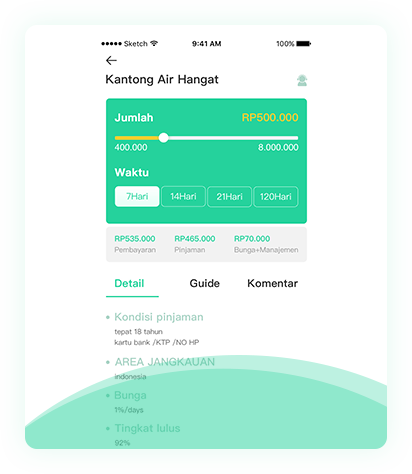 Sketch 9:41 AM 100%
Kantong Air Hangat
Jumlah RP500.000
400.000 8.000.000
Waktu
7Hari 14Hari 21Hari 120Hari
RP535.000 RP465.000 RP70.000
Pembayaran Pinjaman Bunga+Manajemen
Detail Guide Komentar
Kondisi pinjaman
tepat 18 tahun
kartu bank /KTP /NO HP
AREA JANGKAUAN
indonesia
Bunga
1%/days
Tingkat lulus
92%